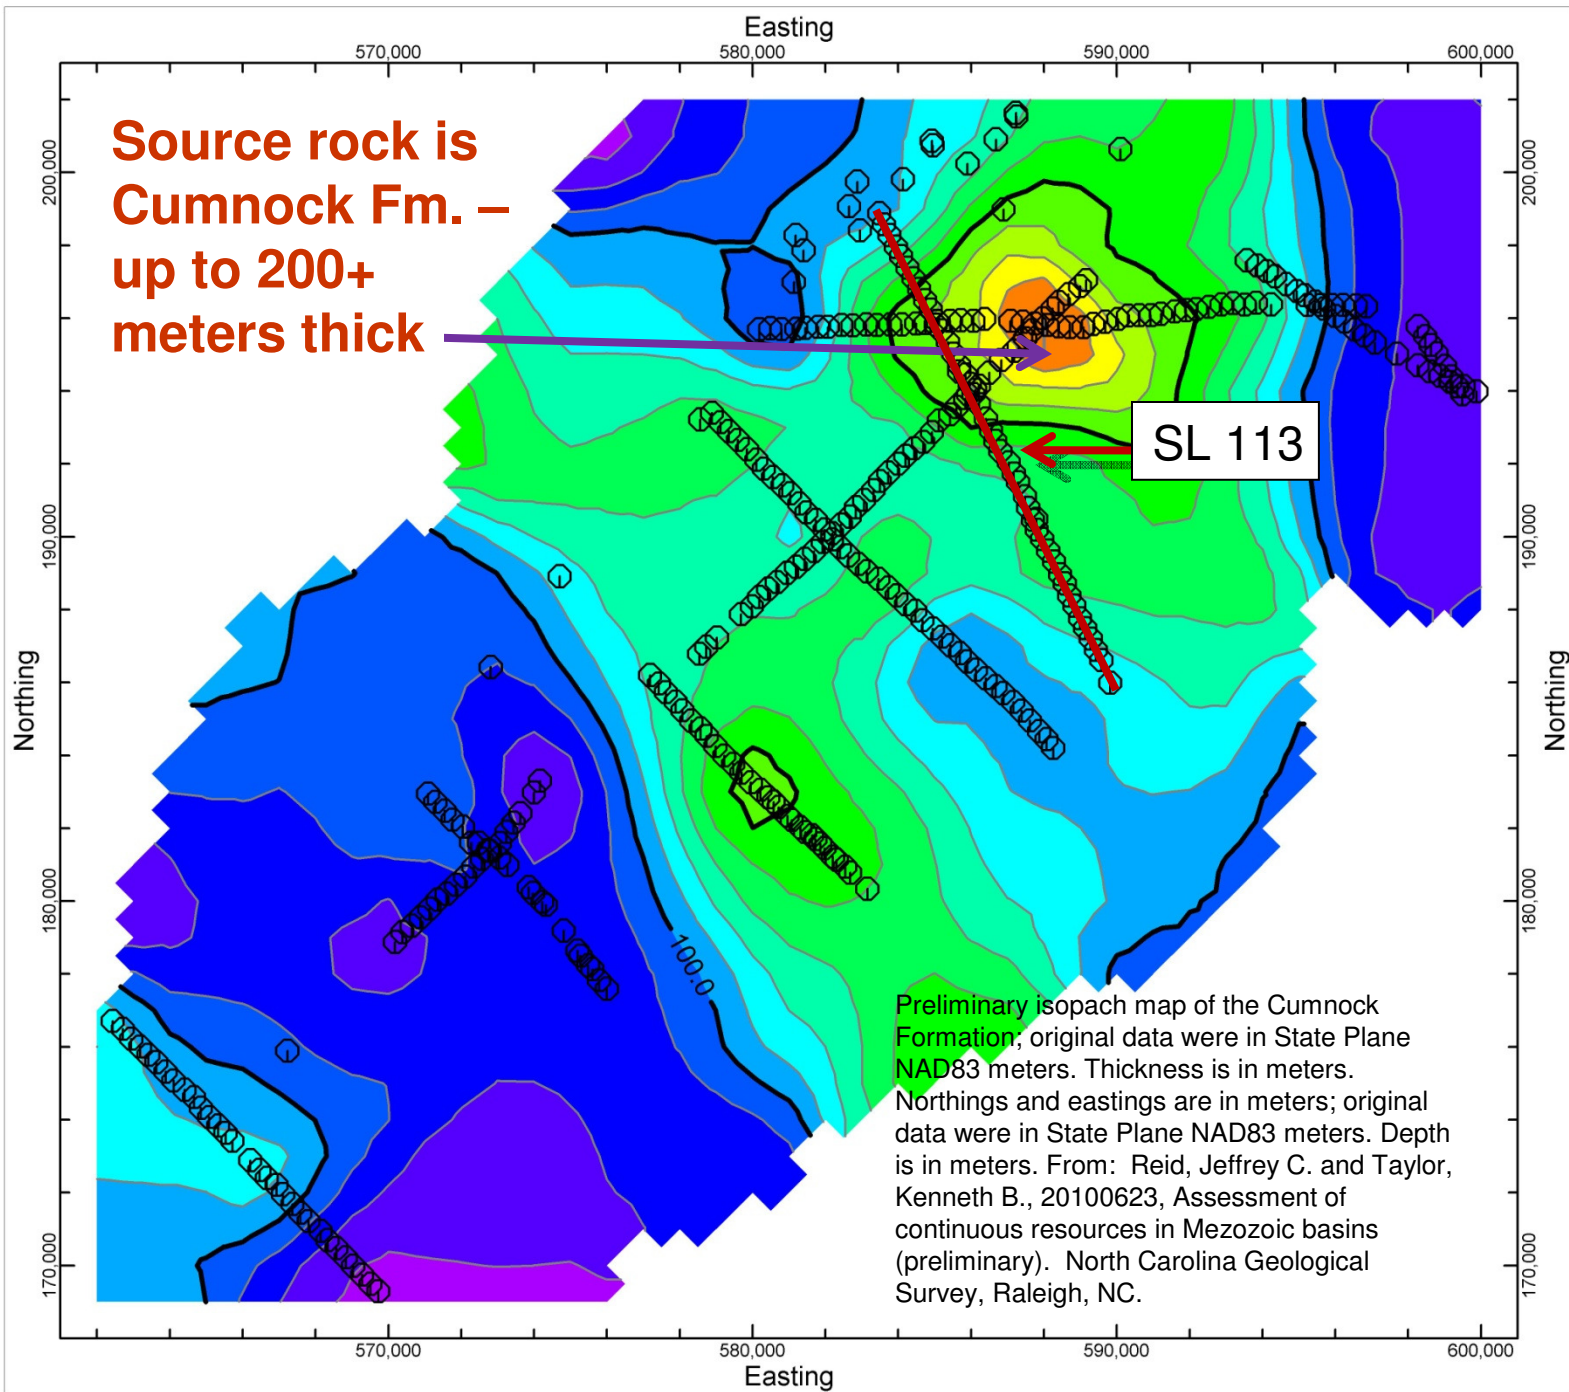 Easting
570,000 580,000 590,000 600,000
Source rock is
Cumnock Fm. –
up to 200+
meters thick
200,000
200,000
SL 113
190,000
190,000
Northing
Northing
180,000
180,000
100.0
Preliminary isopach map of the Cumnock
Formation; original data were in State Plane
NAD83 meters. Thickness is in meters.
Northings and eastings are in meters; original
data were in State Plane NAD83 meters. Depth
is in meters. From: Reid, Jeffrey C. and Taylor,
Kenneth B., 20100623, Assessment of
continuous resources in Mezozoic basins
(preliminary). North Carolina Geological
Survey, Raleigh, NC.
170,000
170,000
570,000 580,000 590,000 600,000
Easting